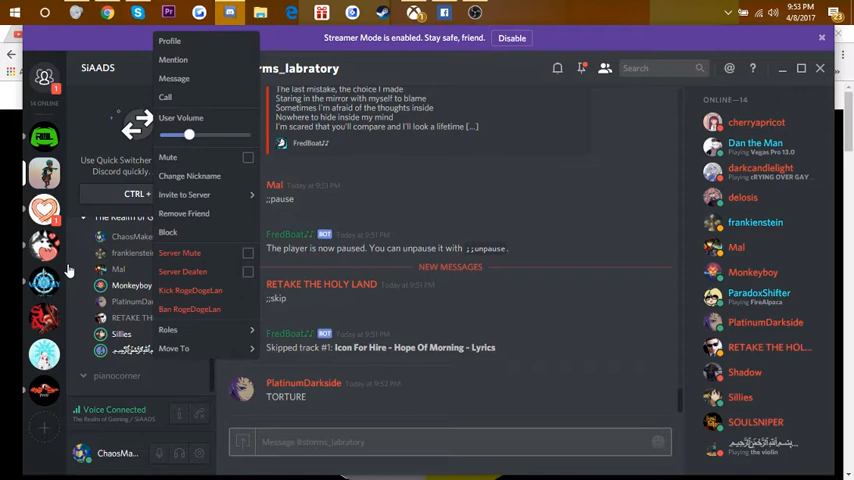 9:53 PM
4/8/2017
Streamer Mode is enabled. Stay safe, friend.
Disable
14 ONLINE
SiAADS
Use Quick Switcher
Discord quickly.
CTRL +
The Realm of G
ChaosMake
frankienstein
Mal
Monkeyboy
PlatinumDar
RETAKE THE
Sillies
pianocorner
Voice Connected
The Realm of Gaming / SiAADS
ChaosMa...
Profile
Mention
Message
Call
User Volume
Mute
Change Nickname
Invite to Server
Remove Friend
Block
Server Mute
Server Deafen
Kick RogeDogeLan
Ban RogeDogeLan
Roles
Move To
torms_labratory
Search
The last mistake, the choice I made
Staring in the mirror with myself to blame
Sometimes I'm afraid of the thoughts inside
Nowhere to hide inside my mind
I'm scared that you'll compare and I'll look a lifetime [...]
FredBoat♪♪
Mal Today at 9:51 PM
;;pause
FredBoat♪♪ BOT Today at 9:51 PM
The player is now paused. You can unpause it with ;;unpause.
NEW MESSAGES
RETAKE THE HOLY LAND Today at 9:51 PM
;;skip
FredBoat♪♪ BOT Today at 9:51 PM
Skipped track #1: Icon For Hire - Hope Of Morning - Lyrics
PlatinumDarkside Today at 9:52 PM
TORTURE
Message #storms_labratory
ONLINE—14
cherryapricot
Dan the Man
Playing Vegas Pro 13.0
darkcandlelight
Playing cRYING OVER GAY ...
delosis
frankienstein
Mal
Monkeyboy
ParadoxShifter
Playing FireAlpaca
PlatinumDarkside
RETAKE THE HOL...
Shadow
Sillies
SOULSNIPER
Playing the violin